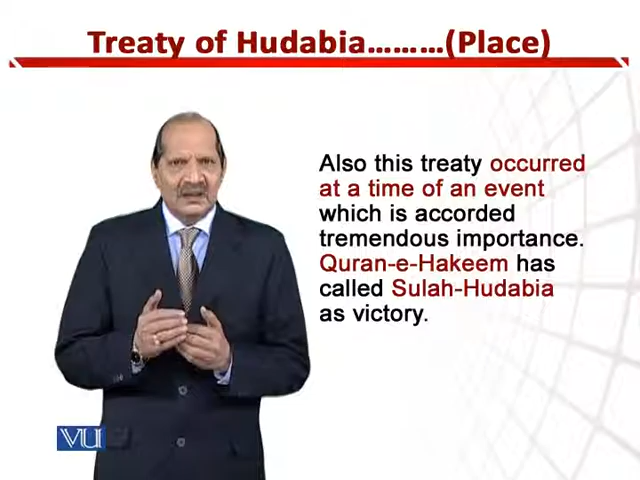 Treaty of Hudabia………(Place)
Also this treaty occurred
at a time of an event
which is accorded
tremendous importance.
Quran-e-Hakeem has
called Sulah-Hudabia
as victory.
VU